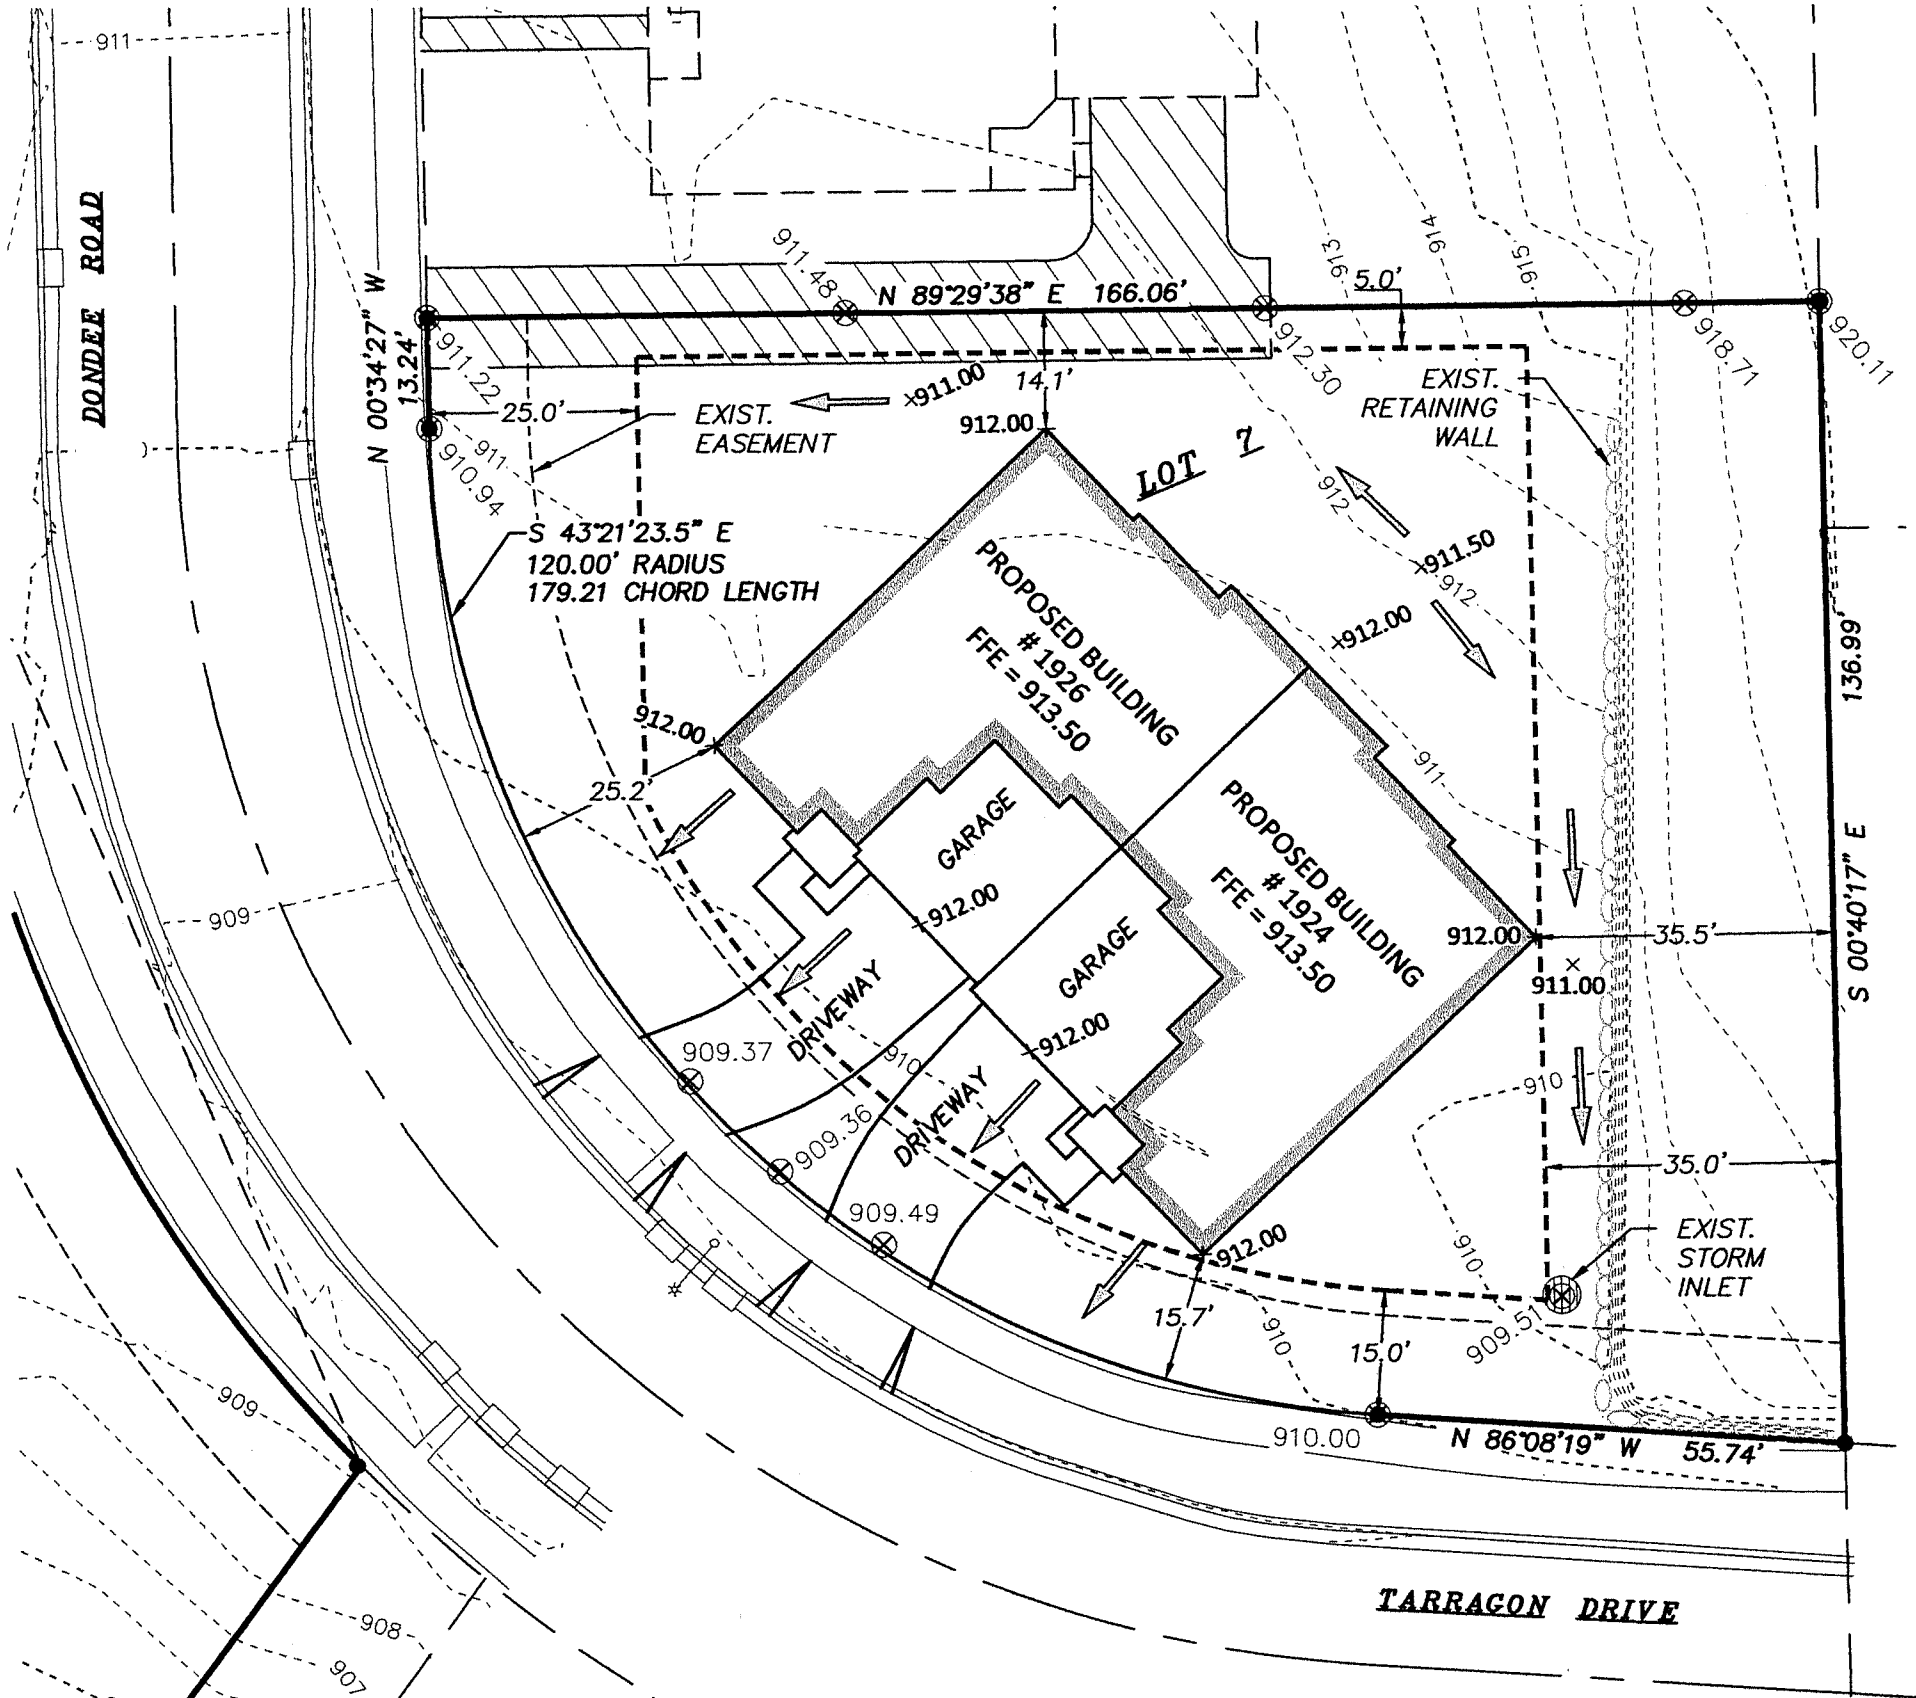 911
DONDEE ROAD
N 00°34'27" W
13.24'
911.48
N 89°29'38" E 166.06'
913
914
915
5.0'
911.22
912.30
918.71
920.11
25.0'
EXIST.
EASEMENT
×911.00
14.1'
912.00
LOT 7
EXIST.
RETAINING
WALL
911
910.94
S 43°21'23.5" E
120.00' RADIUS
179.21 CHORD LENGTH
912
911.50
912
912.00
136.99'
S 00°40'17" E
PROPOSED BUILDING
# 1926
FFE = 913.50
912.00
25.2'
911
GARAGE
912.00
PROPOSED BUILDING
# 1924
FFE = 913.50
912.00
35.5'
911.00
909
GARAGE
912.00
DRIVEWAY
909.37
910
DRIVEWAY
909.36
910
35.0'
909.49
912.00
910
EXIST.
STORM
INLET
15.7'
910
15.0'
909.51
909
910.00
N 86°08'19" W 55.74'
TARRAGON DRIVE
908
907